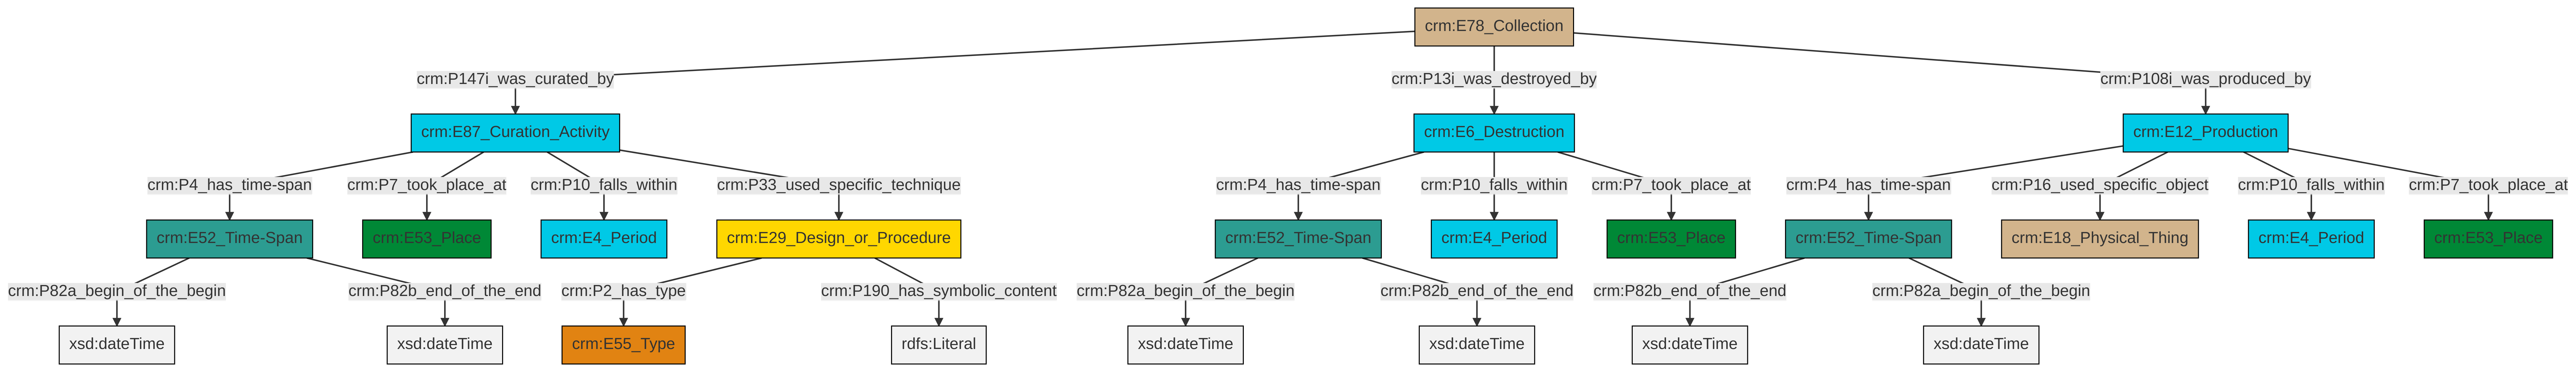 crm:E78_Collection
crm:P147i_was_curated_by
crm:P13i_was_destroyed_by
crm:P108i_was_produced_by
crm:E87_Curation_Activity
crm:E6_Destruction
crm:E12_Production
crm:P4_has_time-span
crm:P7_took_place_at
crm:P10_falls_within
crm:P33_used_specific_technique
crm:P4_has_time-span
crm:P10_falls_within
crm:P7_took_place_at
crm:P4_has_time-span
crm:P16_used_specific_object
crm:P10_falls_within
crm:P7_took_place_at
crm:E52_Time-Span
crm:E53_Place
crm:E4_Period
crm:E29_Design_or_Procedure
crm:E52_Time-Span
crm:E4_Period
crm:E53_Place
crm:E52_Time-Span
crm:E18_Physical_Thing
crm:E4_Period
crm:E53_Place
crm:P82a_begin_of_the_begin
crm:P82b_end_of_the_end
crm:P2_has_type
crm:P190_has_symbolic_content
crm:P82a_begin_of_the_begin
crm:P82b_end_of_the_end
crm:P82b_end_of_the_end
crm:P82a_begin_of_the_begin
xsd:dateTime
xsd:dateTime
crm:E55_Type
rdfs:Literal
xsd:dateTime
xsd:dateTime
xsd:dateTime
xsd:dateTime